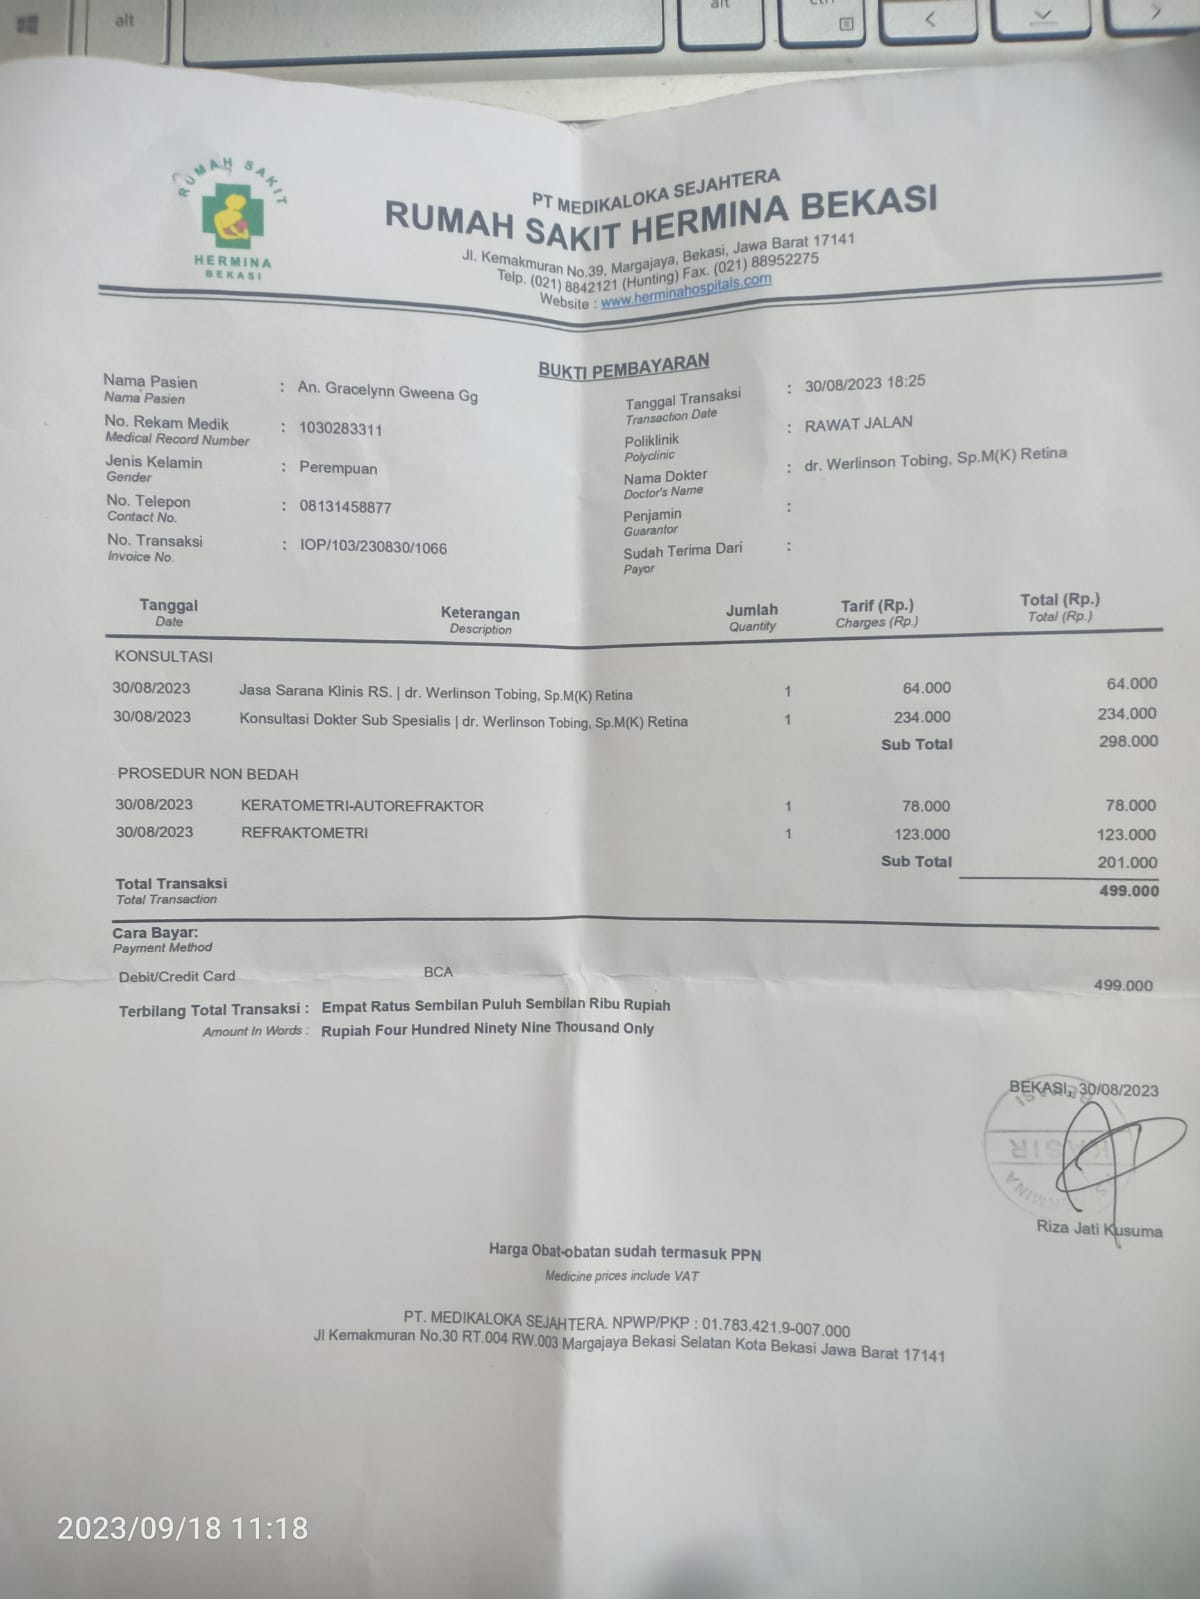 alt
alt
ctrl
RUMAH SAKIT
HERMINA
BEKASI
PT MEDIKALOKA SEJAHTERA
RUMAH SAKIT HERMINA BEKASI
Jl. Kemakmuran No.39, Margajaya, Bekasi, Jawa Barat 17141
Telp. (021) 8842121 (Hunting) Fax. (021) 88952275
Website : www.herminahospitals.com
BUKTI PEMBAYARAN
Nama Pasien : An. Gracelynn Gweena Gg
Nama Pasien
No. Rekam Medik : 1030283311
Medical Record Number
Jenis Kelamin : Perempuan
Gender
No. Telepon : 08131458877
Contact No.
No. Transaksi : IOP/103/230830/1066
Invoice No.
Tanggal Transaksi : 30/08/2023 18:25
Transaction Date
Poliklinik : RAWAT JALAN
Polyclinic
Nama Dokter : dr. Werlinson Tobing, Sp.M(K) Retina
Doctor's Name
Penjamin :
Guarantor
Sudah Terima Dari :
Payor
Tanggal Keterangan Jumlah Tarif (Rp.) Total (Rp.)
Date Description Quantity Charges (Rp.) Total (Rp.)
KONSULTASI
30/08/2023 Jasa Sarana Klinis RS. | dr. Werlinson Tobing, Sp.M(K) Retina 1 64.000 64.000
30/08/2023 Konsultasi Dokter Sub Spesialis | dr. Werlinson Tobing, Sp.M(K) Retina 1 234.000 234.000
Sub Total 298.000
PROSEDUR NON BEDAH
30/08/2023 KERATOMETRI-AUTOREFRAKTOR 1 78.000 78.000
30/08/2023 REFRAKTOMETRI 1 123.000 123.000
Sub Total 201.000
Total Transaksi 499.000
Total Transaction
Cara Bayar:
Payment Method
Debit/Credit Card BCA 499.000
Terbilang Total Transaksi : Empat Ratus Sembilan Puluh Sembilan Ribu Rupiah
Amount In Words : Rupiah Four Hundred Ninety Nine Thousand Only
BEKASI, 30/08/2023
BEKASI
KASIR
HERMINA
Riza Jati Kusuma
Harga Obat-obatan sudah termasuk PPN
Medicine prices include VAT
PT. MEDIKALOKA SEJAHTERA. NPWP/PKP : 01.783.421.9-007.000
Jl Kemakmuran No.30 RT.004 RW.003 Margajaya Bekasi Selatan Kota Bekasi Jawa Barat 17141
2023/09/18 11:18